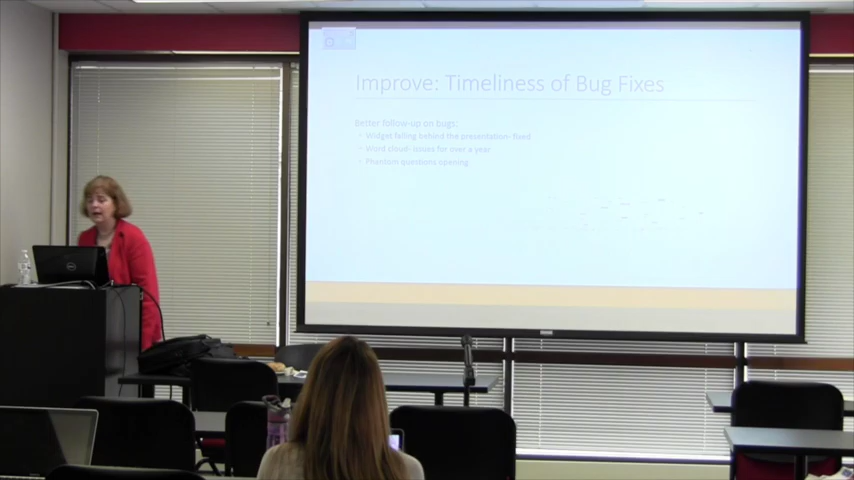 Improve: Timeliness of Bug Fixes
better follow-up on bugs:
Widget falling behind the presentation- fixed
Word cloud- issues for over a year
Phantom questions opening